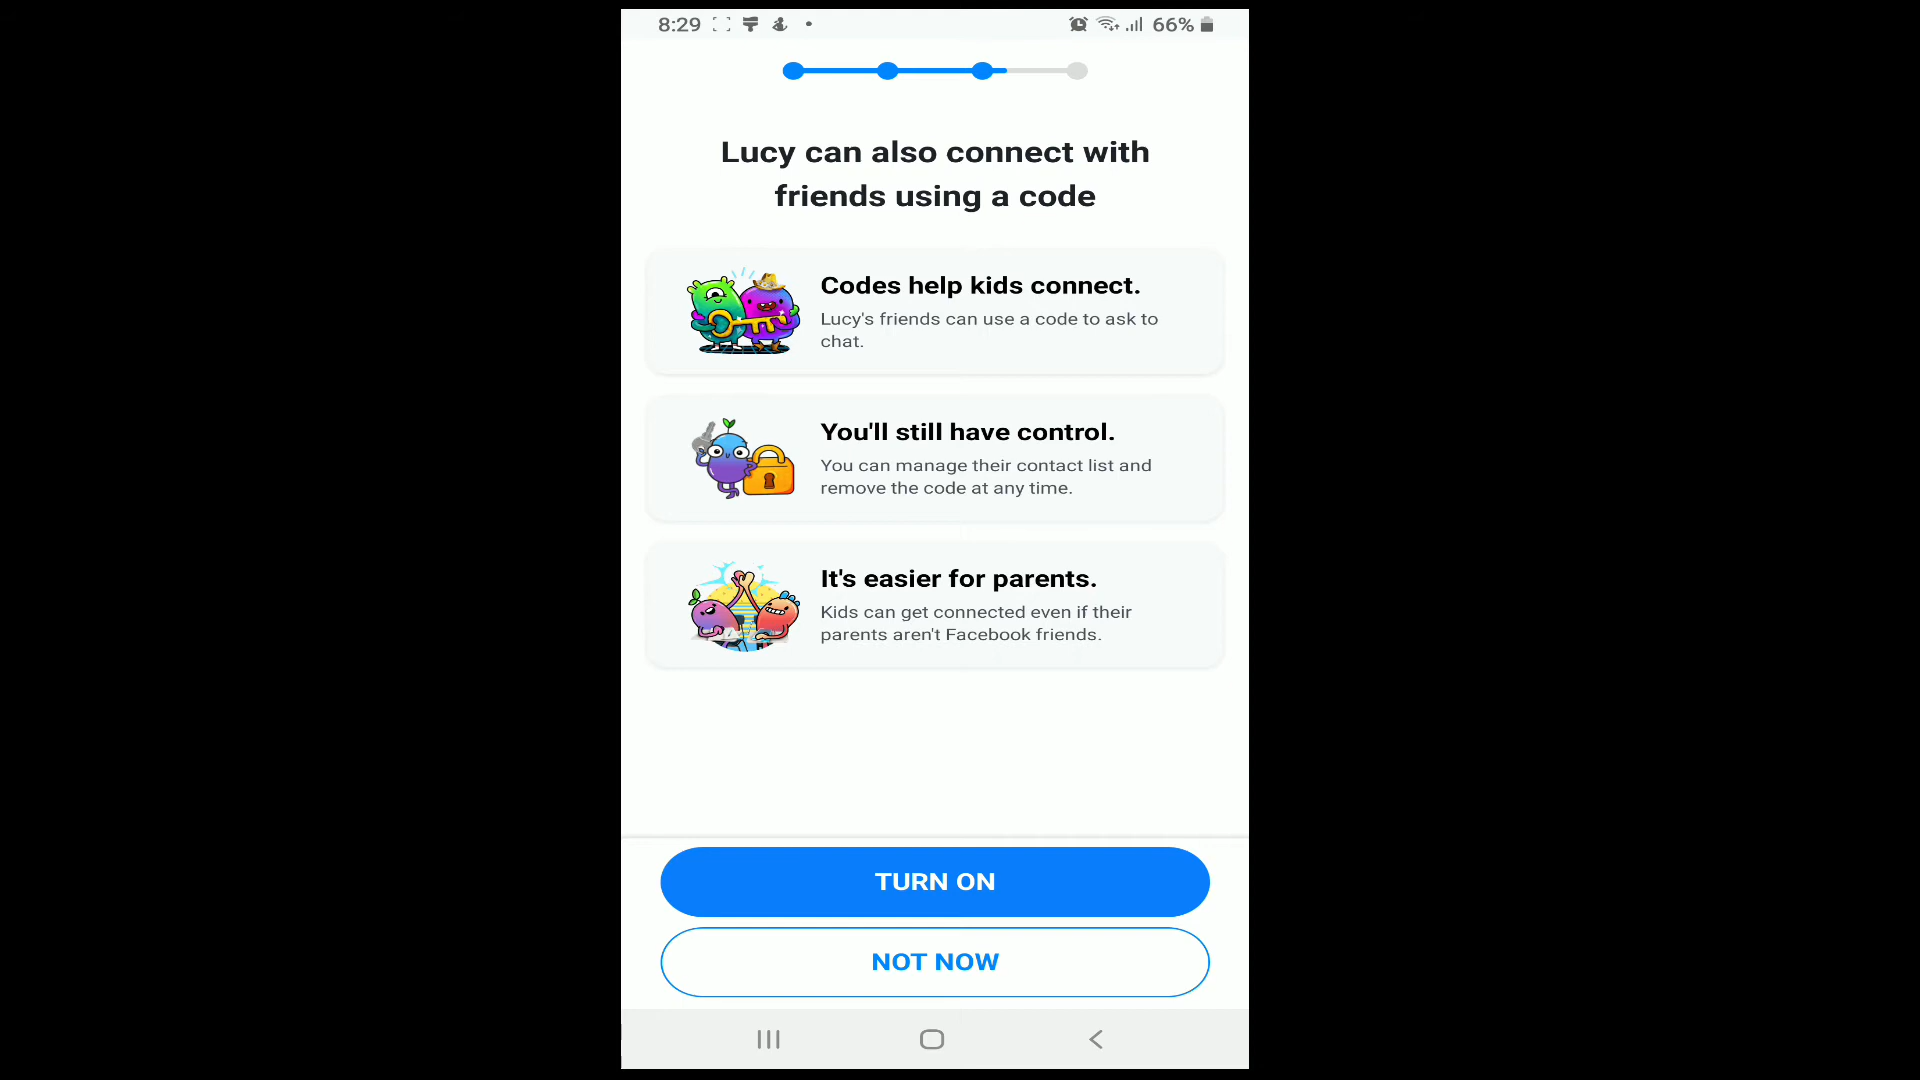 8:29
66%
Lucy can also connect with
friends using a code
Codes help kids connect.
Lucy's friends can use a code to ask to
chat.
You'll still have control.
You can manage their contact list and
remove the code at any time.
It's easier for parents.
Kids can get connected even if their
parents aren't Facebook friends.
TURN ON
NOT NOW